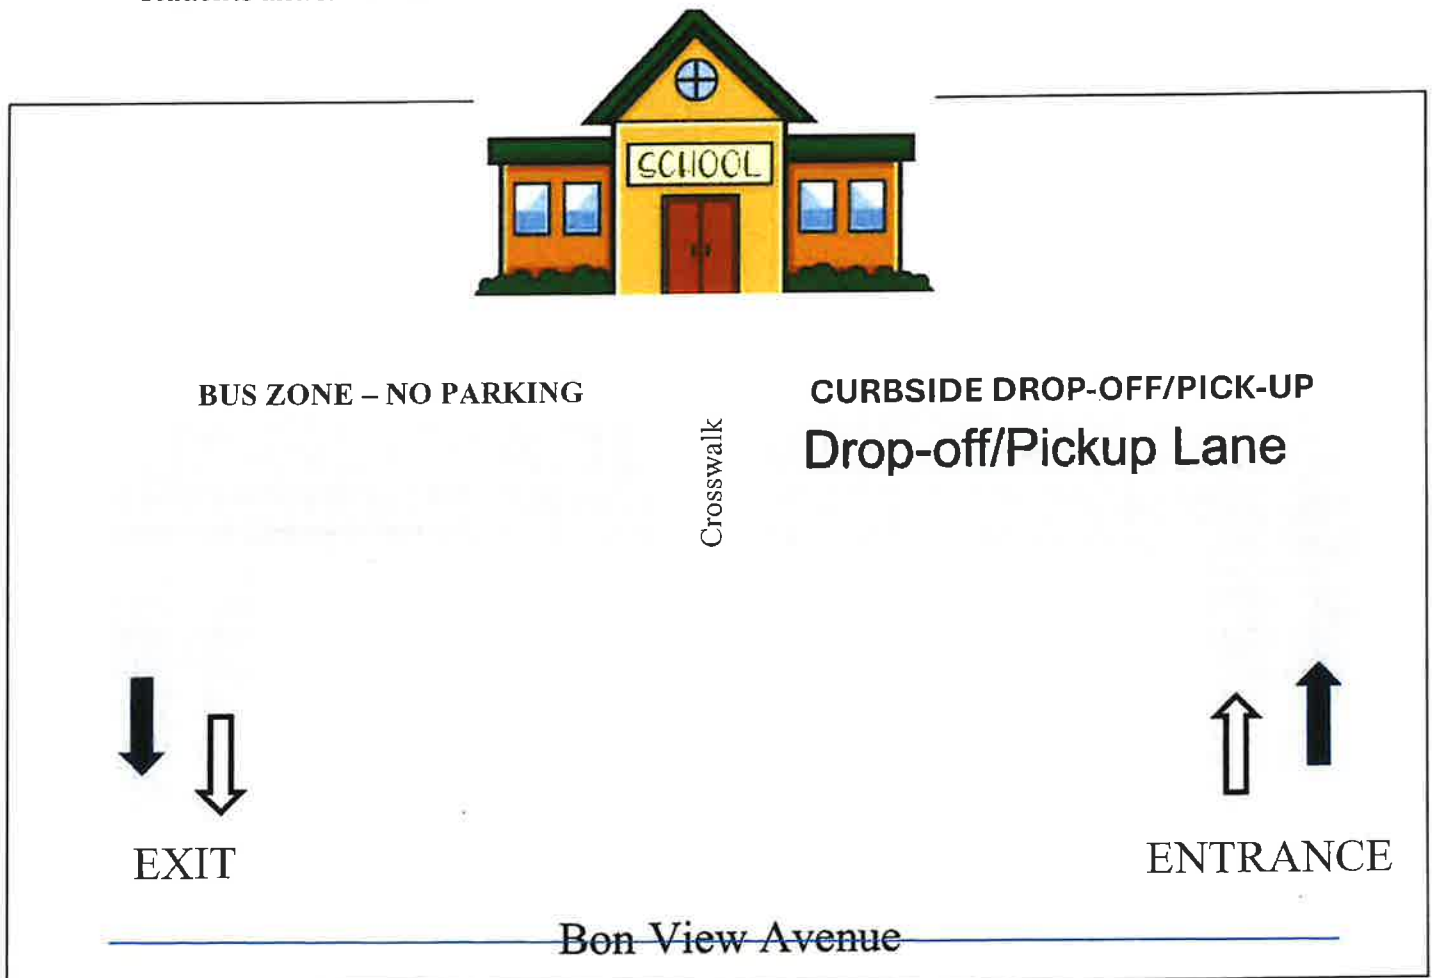 SCHOOL
BUS ZONE – NO PARKING
CURBSIDE DROP-OFF/PICK-UP
Drop-off/Pickup Lane
Crosswalk
EXIT
ENTRANCE
Bon View Avenue